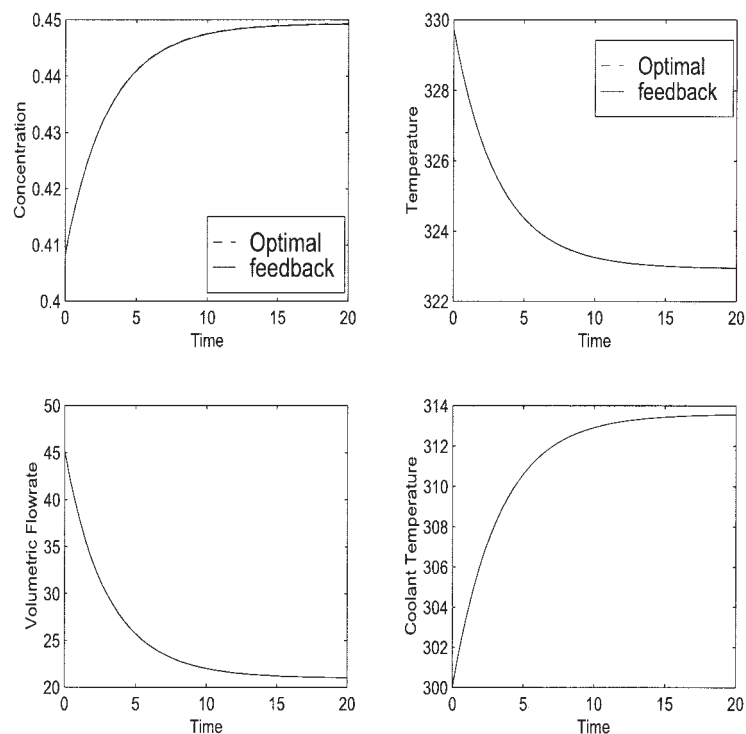 Concentration
0.45
0.44
0.43
0.42
0.41
0.4
0 5 10 15 20
Time
Optimal
feedback
Temperature
330
328
326
324
322
0 5 10 15 20
Time
Optimal
feedback
Volumetric Flowrate
50
45
40
35
30
25
20
0 5 10 15 20
Time
Coolant Temperature
314
312
310
308
306
304
302
300
0 5 10 15 20
Time